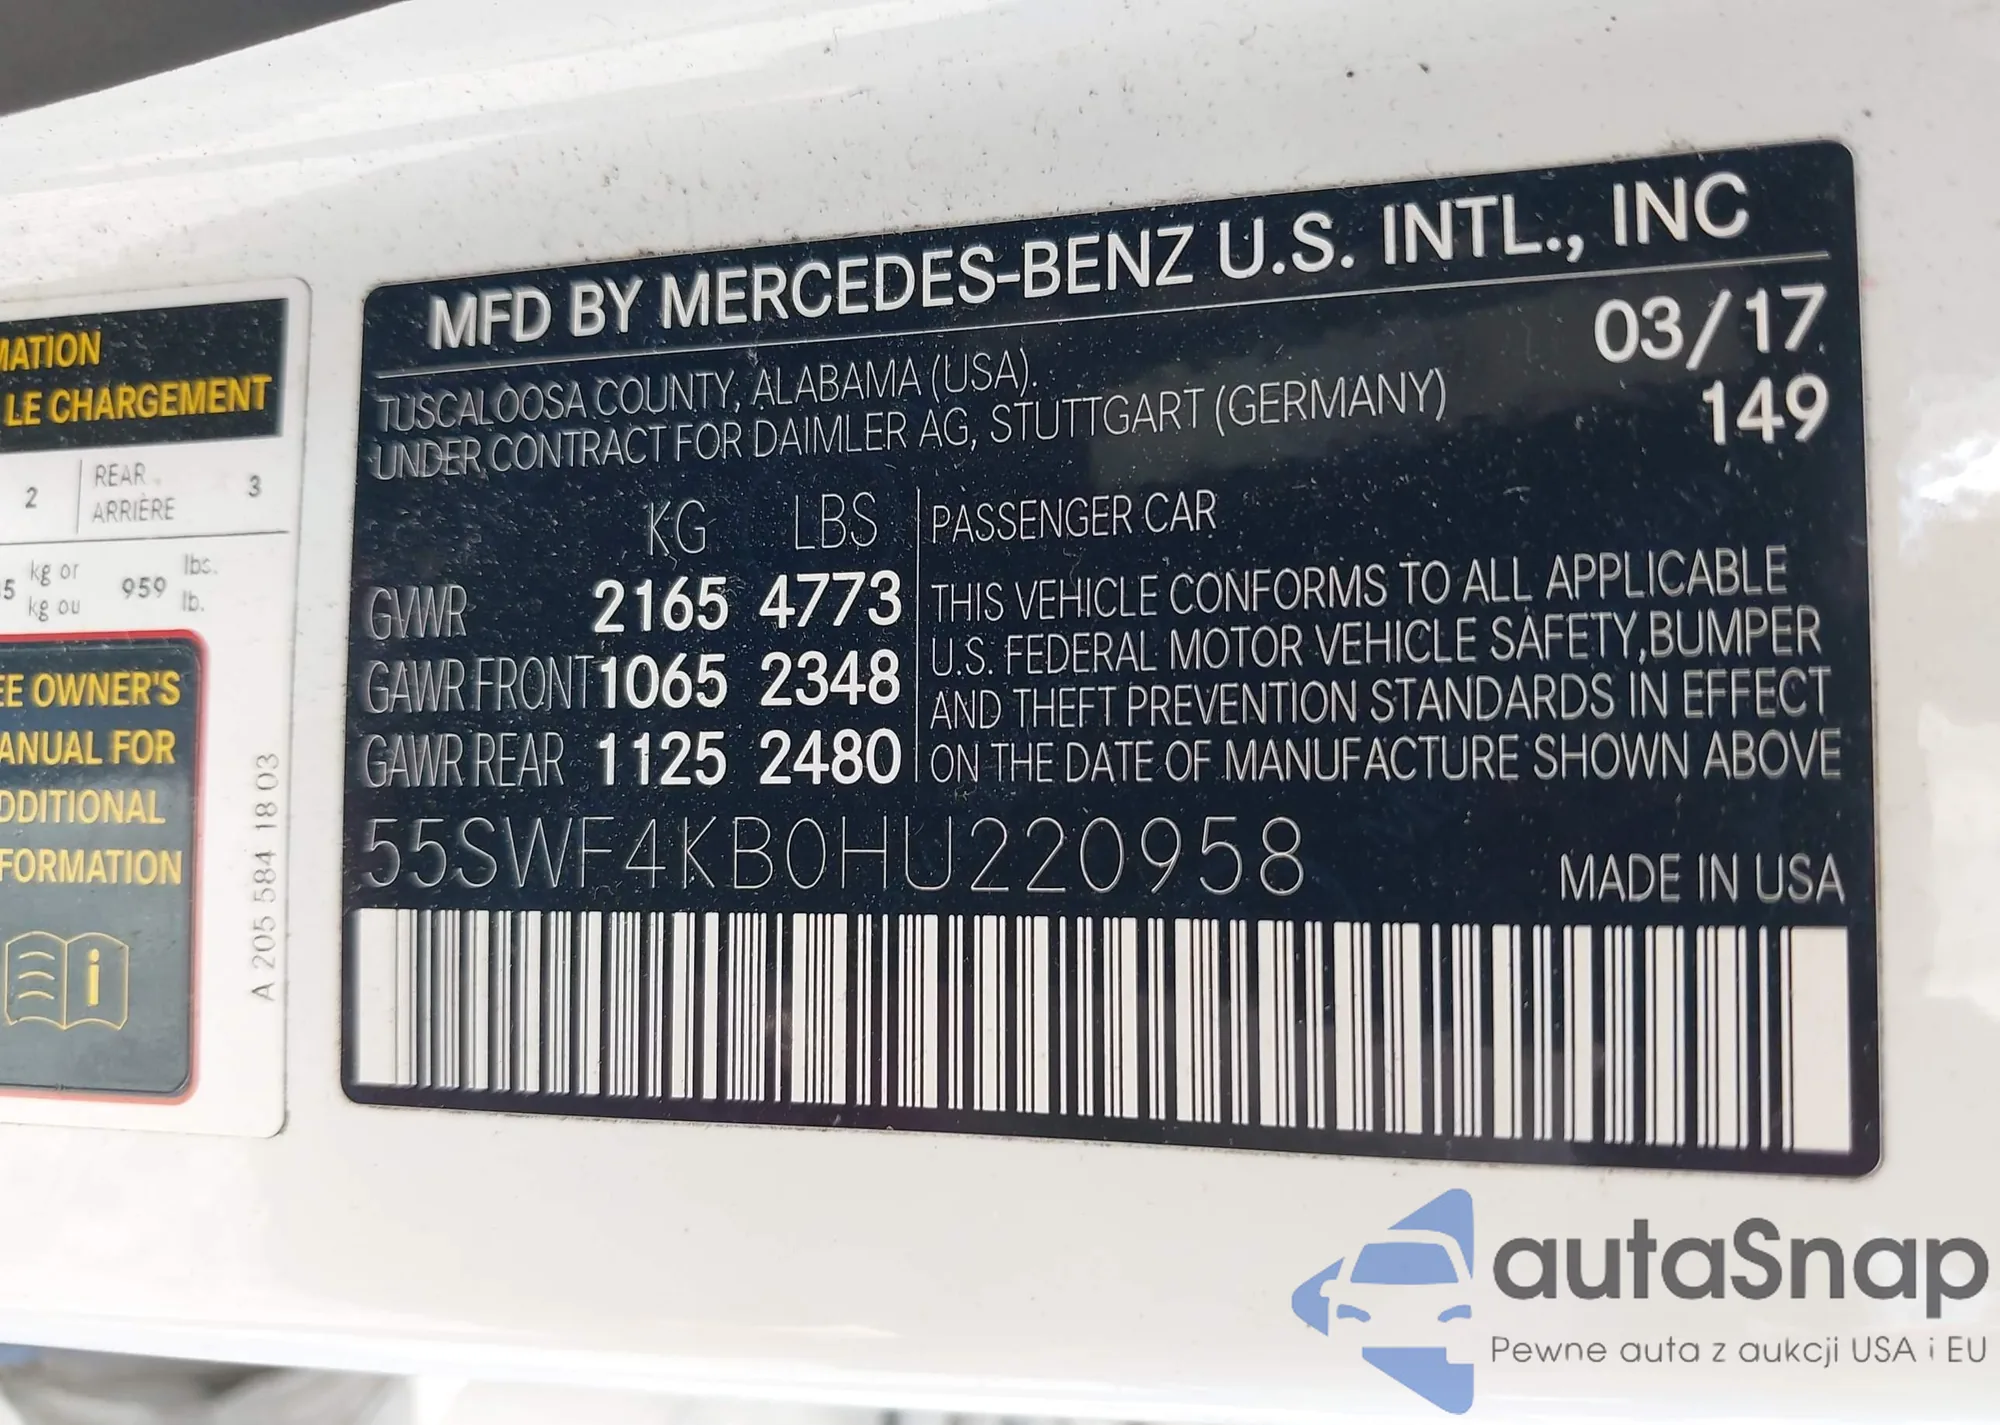 MATION
LE CHARGEMENT
2 REAR ARRIÈRE 3
5 kg or kg ou 959 lbs. lb.
EE OWNER'S
ANUAL FOR
DDITIONAL
FORMATION
i
A 205 584 18 03
MFD BY MERCEDES-BENZ U.S. INTL., INC
TUSCALOOSA COUNTY, ALABAMA (USA).
UNDER CONTRACT FOR DAIMLER AG, STUTTGART (GERMANY)
03/17
149
KG LBS
GVWR 2165 4773
GAWR FRONT 1065 2348
GAWR REAR 1125 2480
PASSENGER CAR
THIS VEHICLE CONFORMS TO ALL APPLICABLE
U.S. FEDERAL MOTOR VEHICLE SAFETY,BUMPER
AND THEFT PREVENTION STANDARDS IN EFFECT
ON THE DATE OF MANUFACTURE SHOWN ABOVE
55SWF4KB0HU220958
MADE IN USA
autaSnap
Pewne auta z aukcji USA i EU